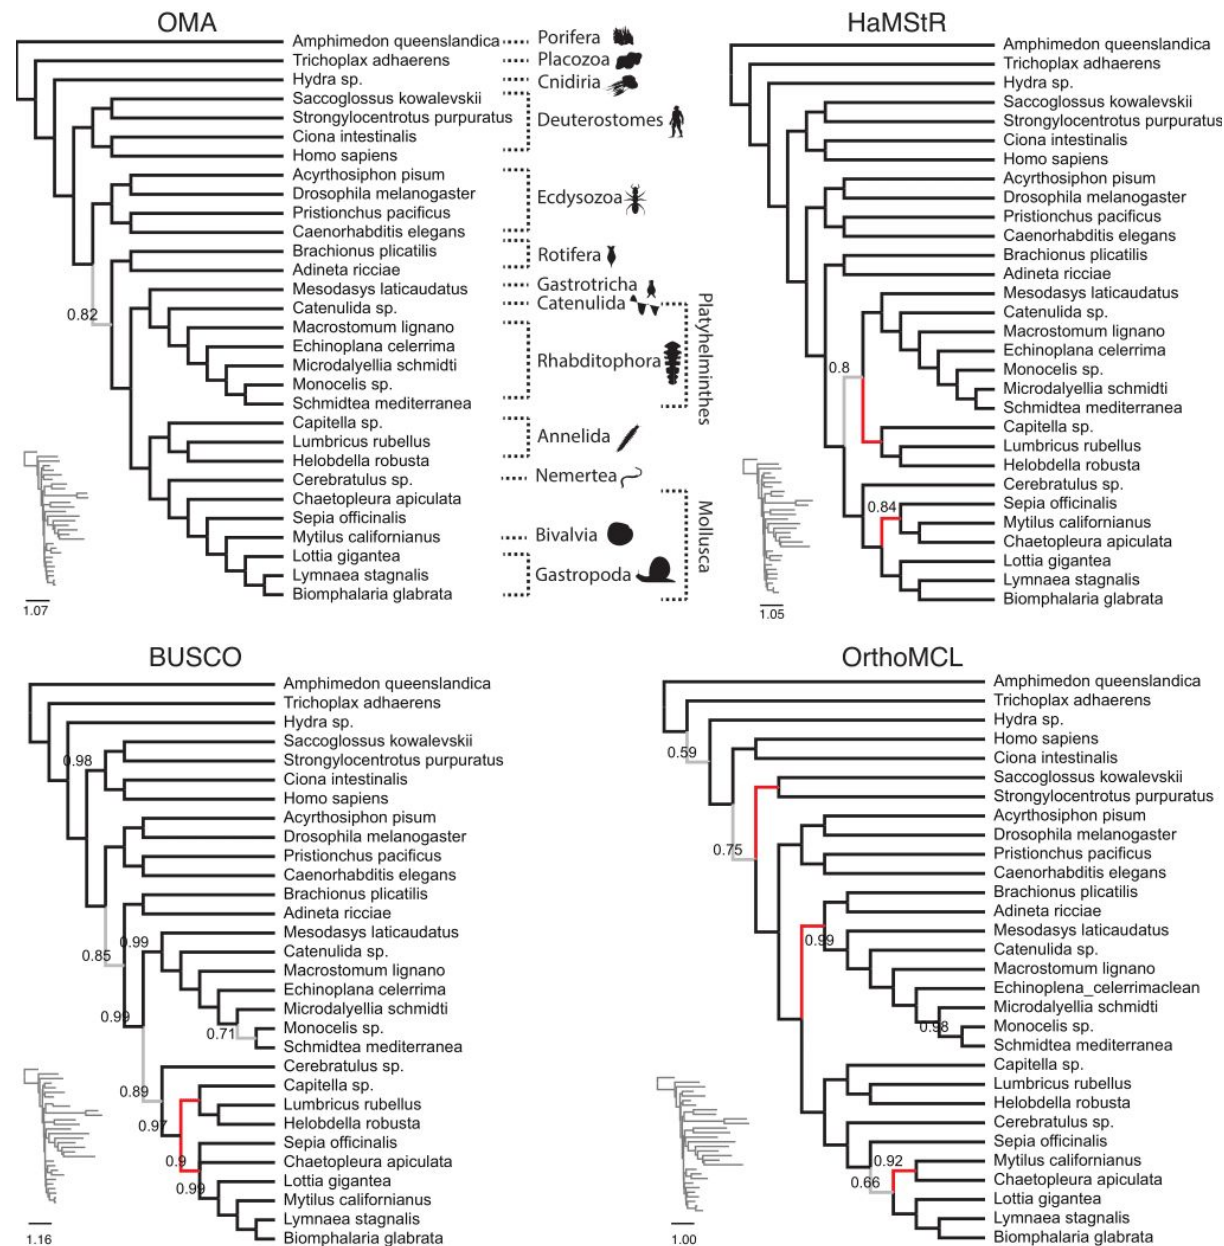 OMA
Amphimedon queenslandica
Trichoplax adhaerens
Hydra sp.
Saccoglossus kowalevskii
Strongylocentrotus purpuratus
Ciona intestinalis
Homo sapiens
Acyrthosiphon pisum
Drosophila melanogaster
Pristionchus pacificus
Caenorhabditis elegans
Brachionus plicatilis
Adineta ricciae
Mesodasys laticaudatus
Catenulida sp.
Macrostomum lignano
Echinoplana celerrima
Microdalyellia schmidti
Monocelis sp.
Schmidtea mediterranea
Capitella sp.
Lumbricus rubellus
Helobdella robusta
Cerebratulus sp.
Chaetopleura apiculata
Sepia officinalis
Mytilus californianus
Lottia gigantea
Lymnaea stagnalis
Biomphalaria glabrata
0.82
1.07
Porifera
Placozoa
Cnidiria
Deuterostomes
Ecdysozoa
Rotifera
Gastrotricha
Catenulida
Rhabditophora
Platyhelminthes
Annelida
Nemertea
Bivalvia
Gastropoda
Mollusca
HaMStR
Amphimedon queenslandica
Trichoplax adhaerens
Hydra sp.
Saccoglossus kowalevskii
Strongylocentrotus purpuratus
Ciona intestinalis
Homo sapiens
Acyrthosiphon pisum
Drosophila melanogaster
Pristionchus pacificus
Caenorhabditis elegans
Brachionus plicatilis
Adineta ricciae
Mesodasys laticaudatus
Catenulida sp.
Macrostomum lignano
Echinoplana celerrima
Monocelis sp.
Microdalyellia schmidti
Schmidtea mediterranea
Capitella sp.
Lumbricus rubellus
Helobdella robusta
Cerebratulus sp.
Sepia officinalis
Mytilus californianus
Chaetopleura apiculata
Lottia gigantea
Lymnaea stagnalis
Biomphalaria glabrata
0.8
0.84
1.05
BUSCO
Amphimedon queenslandica
Trichoplax adhaerens
Hydra sp.
Saccoglossus kowalevskii
Strongylocentrotus purpuratus
Ciona intestinalis
Homo sapiens
Acyrthosiphon pisum
Drosophila melanogaster
Pristionchus pacificus
Caenorhabditis elegans
Brachionus plicatilis
Adineta ricciae
Mesodasys laticaudatus
Catenulida sp.
Macrostomum lignano
Echinoplana celerrima
Microdalyellia schmidti
Monocelis sp.
Schmidtea mediterranea
Cerebratulus sp.
Capitella sp.
Lumbricus rubellus
Helobdella robusta
Sepia officinalis
Chaetopleura apiculata
Lottia gigantea
Mytilus californianus
Lymnaea stagnalis
Biomphalaria glabrata
0.98
0.85
0.99
0.99
0.71
0.89
0.97
0.9
0.99
1.16
OrthoMCL
Amphimedon queenslandica
Trichoplax adhaerens
Hydra sp.
Homo sapiens
Ciona intestinalis
Saccoglossus kowalevskii
Strongylocentrotus purpuratus
Acyrthosiphon pisum
Drosophila melanogaster
Pristionchus pacificus
Caenorhabditis elegans
Brachionus plicatilis
Adineta ricciae
Mesodasys laticaudatus
Catenulida sp.
Macrostomum lignano
Echinoplena_celerrimaclean
Microdalyellia schmidti
Monocelis sp.
Schmidtea mediterranea
Capitella sp.
Lumbricus rubellus
Helobdella robusta
Cerebratulus sp.
Sepia officinalis
Mytilus californianus
Chaetopleura apiculata
Lottia gigantea
Lymnaea stagnalis
Biomphalaria glabrata
0.59
0.75
0.99
0.98
0.92
0.66
1.00